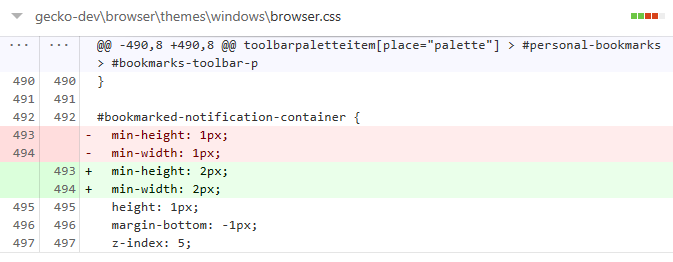 gecko-dev\browser\themes\windows\browser.css
... ... @@ -490,8 +490,8 @@ toolbarpaletteitem[place="palette"] > #personal-bookmarks
> #bookmarks-toolbar-p
490 490 }
491 491
492 492 #bookmarked-notification-container {
493 - min-height: 1px;
494 - min-width: 1px;
493 + min-height: 2px;
494 + min-width: 2px;
495 495 height: 1px;
496 496 margin-bottom: -1px;
497 497 z-index: 5;